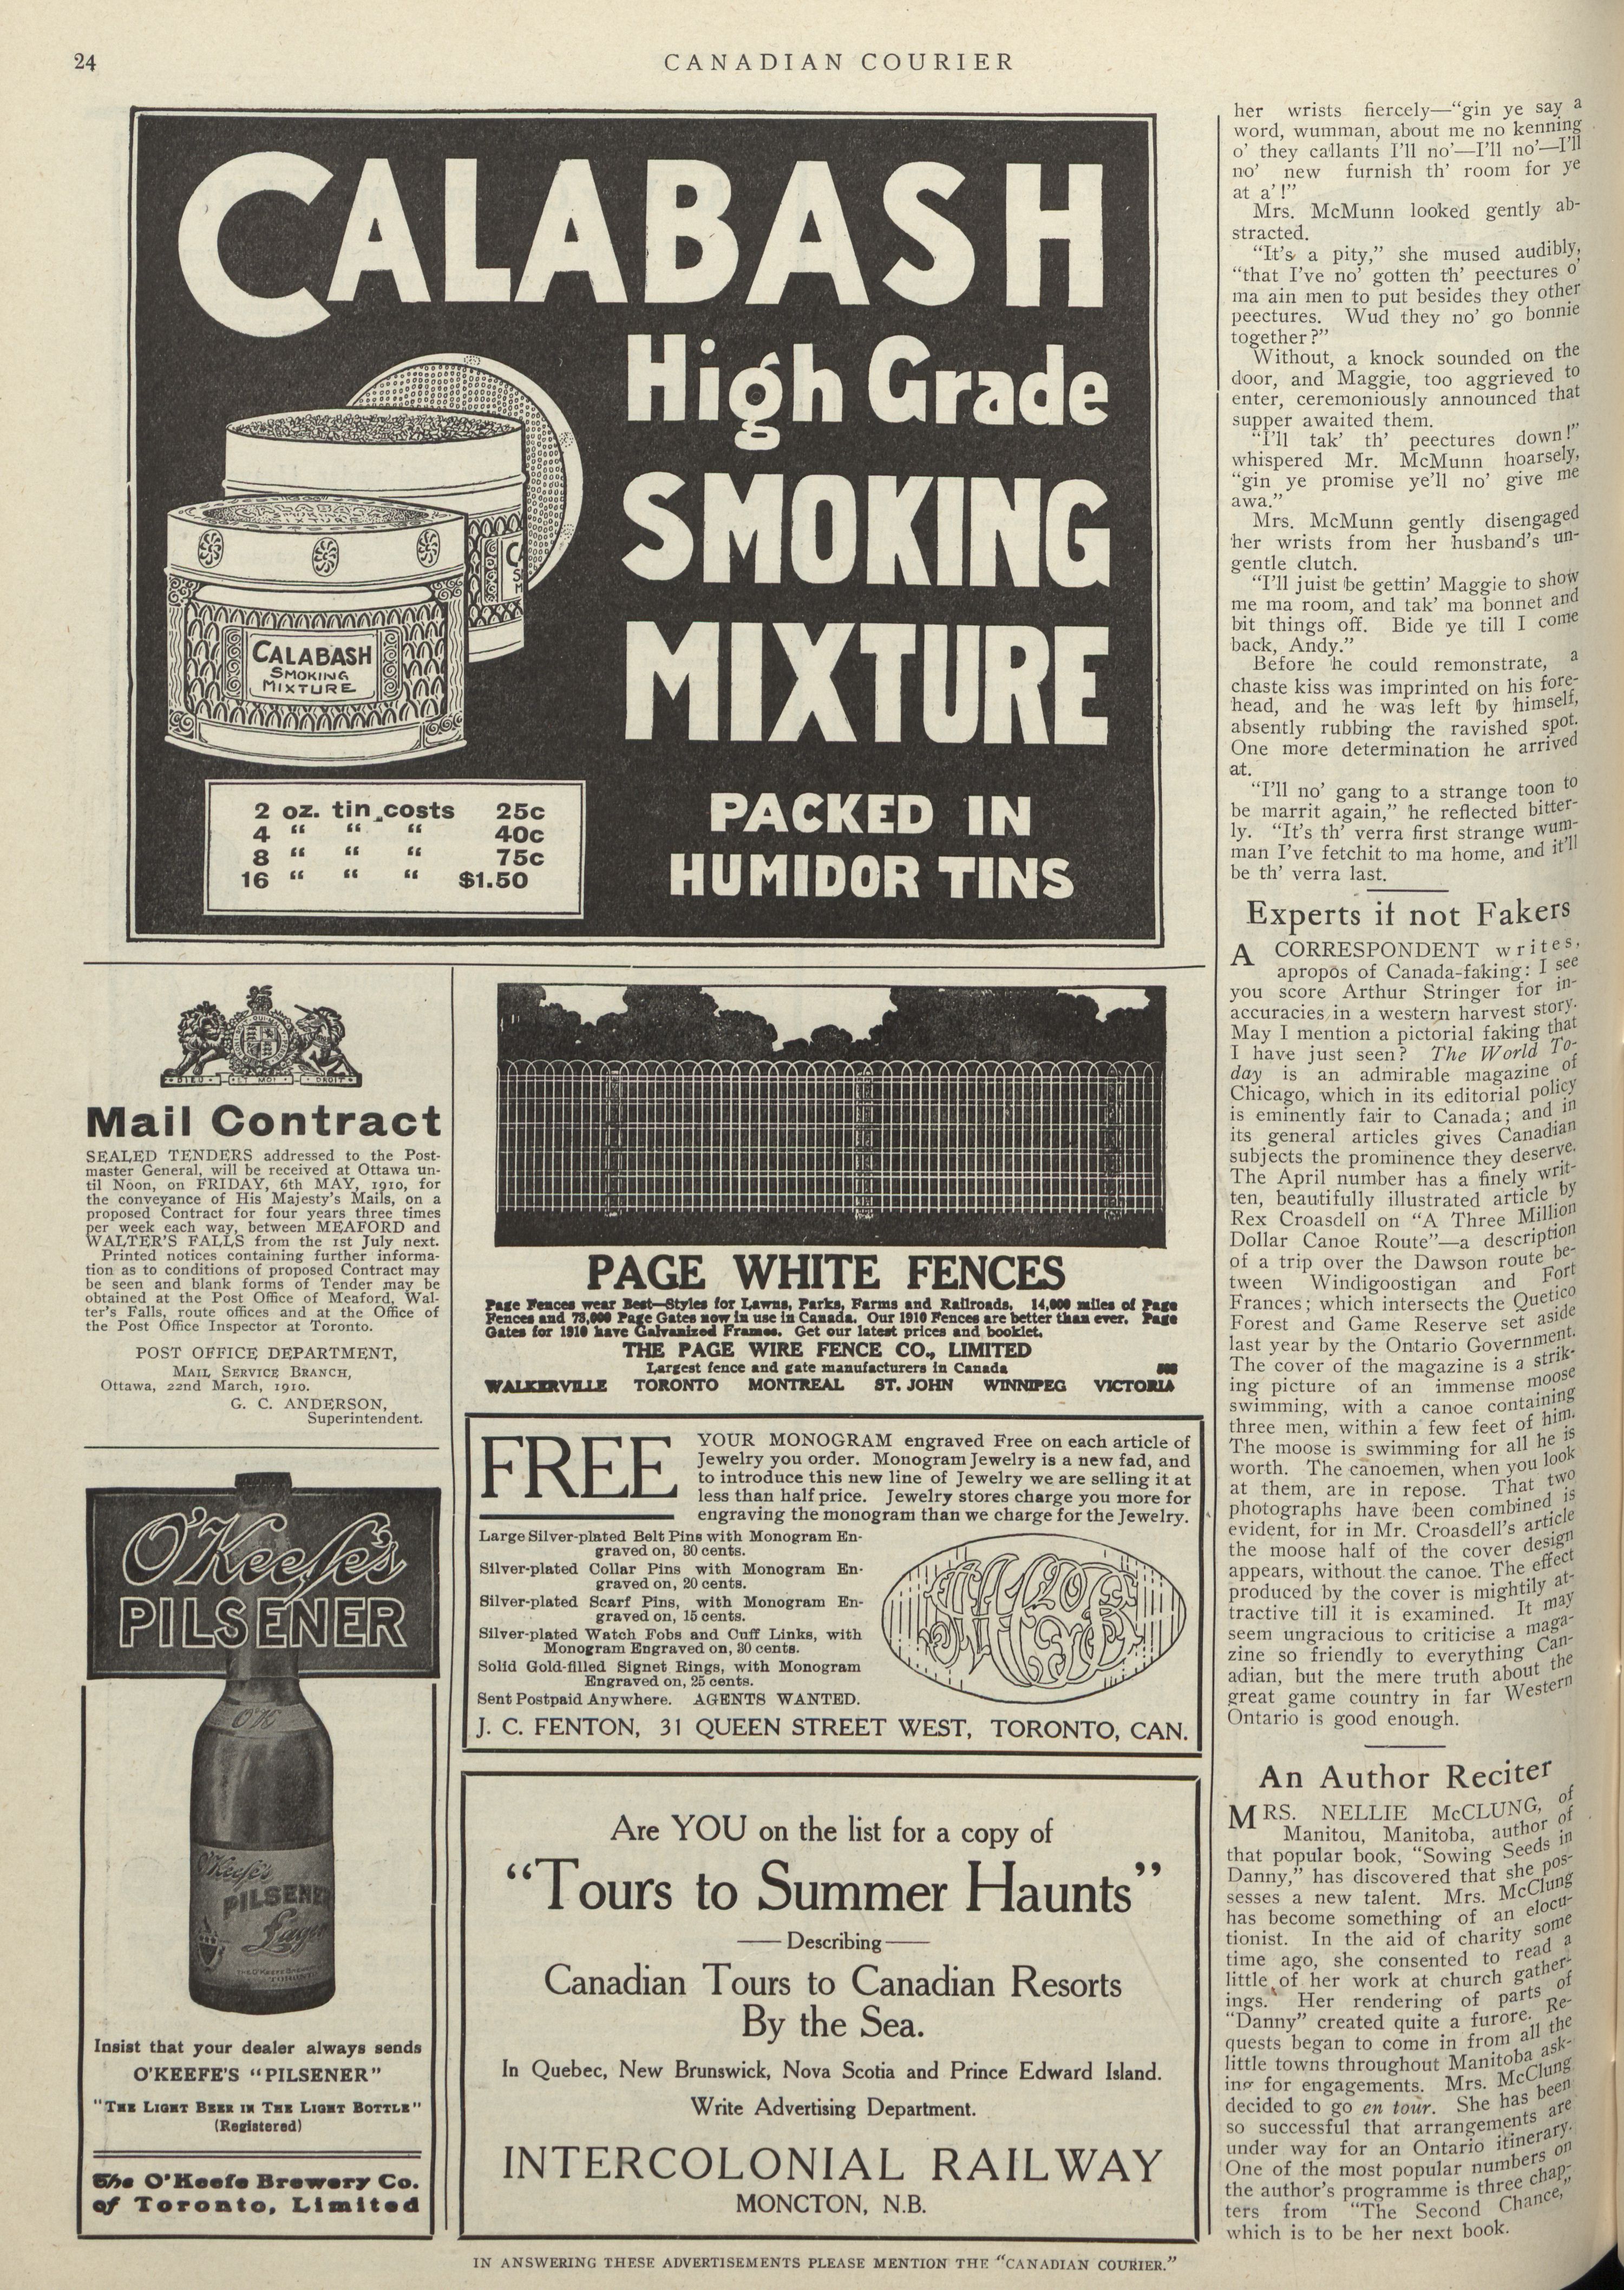 24
CANADIAN COURIER
CALABASH
High Grade
SMOKING
MIXTURE
CALABASH
SMOKING
MIXTURE
2 oz. tin costs 25c
4 “ “ “ 40c
8 “ “ “ 75c
16 “ “ “ $1.50
PACKED IN
HUMIDOR TINS
DIEU ET MON DROIT
Mail Contract
SEALED TENDERS addressed to the Post-
master General, will be received at Ottawa un-
til Noon, on FRIDAY, 6th MAY, 1910, for
the conveyance of His Majesty's Mails, on a
proposed Contract for four years three times
per week each way, between MEAFORD and
WALTER'S FALLS from the 1st July next.
Printed notices containing further informa-
tion as to conditions of proposed Contract may
be seen and blank forms of Tender may be
obtained at the Post Office of Meaford, Wal-
ter's Falls, route offices and at the Office of
the Post Office Inspector at Toronto.
POST OFFICE DEPARTMENT,
MAIL SERVICE BRANCH,
Ottawa, 22nd March, 1910.
G. C. ANDERSON,
Superintendent.
O'Keefe's
PILSENER
OK
O'Keefe's
PILSENER
Lager
Insist that your dealer always sends
O'KEEFE'S “PILSENER”
“THE LIGHT BEER IN THE LIGHT BOTTLE”
(Registered)
The O'Keefe Brewery Co.
of Toronto, Limited
PAGE WHITE FENCES
Page Fences wear Best—Styles for Lawns, Parks, Farms and Railroads. 14,000 miles of Page
Fences and 73,000 Page Gates now in use in Canada. Our 1910 Fences are better than ever. Page
Gates for 1910 have Galvanized Frames. Get our latest prices and booklet.
THE PAGE WIRE FENCE CO., LIMITED
Largest fence and gate manufacturers in Canada
WALKERVILLE TORONTO MONTREAL ST. JOHN WINNIPEG VICTORIA
FREE
YOUR MONOGRAM engraved Free on each article of
Jewelry you order. Monogram Jewelry is a new fad, and
to introduce this new line of Jewelry we are selling it at
less than half price. Jewelry stores charge you more for
engraving the monogram than we charge for the Jewelry.
Large Silver-plated Belt Pins with Monogram En-
graved on, 30 cents.
Silver-plated Collar Pins with Monogram En-
graved on, 20 cents.
Silver-plated Scarf Pins, with Monogram En-
graved on, 15 cents.
Silver-plated Watch Fobs and Cuff Links, with
Monogram Engraved on, 30 cents.
Solid Gold-filled Signet Rings, with Monogram
Engraved on, 25 cents.
Sent Postpaid Anywhere. AGENTS WANTED.
J. C. FENTON, 31 QUEEN STREET WEST, TORONTO, CAN.
Are YOU on the list for a copy of
“Tours to Summer Haunts”
— Describing —
Canadian Tours to Canadian Resorts
By the Sea.
In Quebec, New Brunswick, Nova Scotia and Prince Edward Island.
Write Advertising Department.
INTERCOLONIAL RAILWAY
MONCTON, N.B.
her wrists fiercely—“gin ye say a
word, wumman, about me no kenning
o' they callants I'll no'—I'll no'—I'll
no' new furnish th' room for ye
at a'!”
Mrs. McMunn looked gently ab-
stracted.
“It's a pity,” she mused audibly,
“that I've no' gotten th' peectures o'
ma ain men to put besides they other
peectures. Wud they no' go bonnie
together?”
Without, a knock sounded on the
door, and Maggie, too aggrieved to
enter, ceremoniously announced that
supper awaited them.
“I'll tak' th' peectures down!”
whispered Mr. McMunn hoarsely,
“gin ye promise ye'll no' give me
awa.”
Mrs. McMunn gently disengaged
her wrists from her husband's un-
gentle clutch.
“I'll juist be gettin' Maggie to show
me ma room, and tak' ma bonnet and
bit things off. Bide ye till I come
back, Andy.”
Before he could remonstrate, a
chaste kiss was imprinted on his fore-
head, and he was left by himself,
absently rubbing the ravished spot.
One more determination he arrived
at.
“I'll no' gang to a strange toon to
be marrit again,” he reflected bitter-
ly. “It's th' verra first strange wum-
man I've fetchit to ma home, and it'll
be th' verra last.
Experts if not Fakers
A CORRESPONDENT writes,
apropos of Canada-faking: I see
you score Arthur Stringer for in-
accuracies in a western harvest story.
May I mention a pictorial faking that
I have just seen? The World To-
day is an admirable magazine of
Chicago, which in its editorial policy
is eminently fair to Canada; and in
its general articles gives Canadian
subjects the prominence they deserve.
The April number has a finely writ-
ten, beautifully illustrated article by
Rex Croasdell on “A Three Million
Dollar Canoe Route”—a description
of a trip over the Dawson route be-
tween Windigoostigan and Fort
Frances; which intersects the Quetico
Forest and Game Reserve set aside
last year by the Ontario Government.
The cover of the magazine is a strik-
ing picture of an immense moose
swimming, with a canoe containing
three men, within a few feet of him.
The moose is swimming for all he is
worth. The canoemen, when you look
at them, are in repose. That two
photographs have been combined is
evident, for in Mr. Croasdell's article
the moose half of the cover design
appears, without the canoe. The effect
produced by the cover is mightily at-
tractive till it is examined. It may
seem ungracious to criticise a maga-
zine so friendly to everything Can-
adian, but the mere truth about the
great game country in far Western
Ontario is good enough.
An Author Reciter
MRS. NELLIE McCLUNG, of
Manitou, Manitoba, author of
that popular book, “Sowing Seeds in
Danny,” has discovered that she pos-
sesses a new talent. Mrs. McClung
has become something of an elocu-
tionist. In the aid of charity some
time ago, she consented to read a
little of her work at church gather-
ings. Her rendering of parts of
“Danny” created quite a furore. Re-
quests began to come in from all the
little towns throughout Manitoba ask-
ing for engagements. Mrs. McClung
decided to go en tour. She has been
so successful that arrangements are
under way for an Ontario itinerary.
One of the most popular numbers on
the author's programme is three chap-
ters from “The Second Chance,”
which is to be her next book.
IN ANSWERING THESE ADVERTISEMENTS PLEASE MENTION THE “CANADIAN COURIER.”